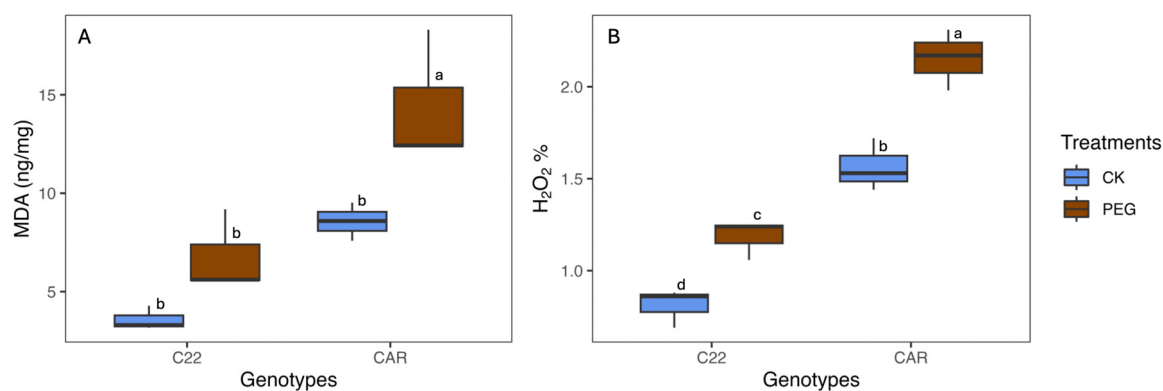 A
MDA (ng/mg)
15
10
5
b
b
b
a
C22
CAR
Genotypes
B
H₂O₂ %
2.0
1.5
1.0
d
c
b
a
C22
CAR
Genotypes
Treatments
CK
PEG